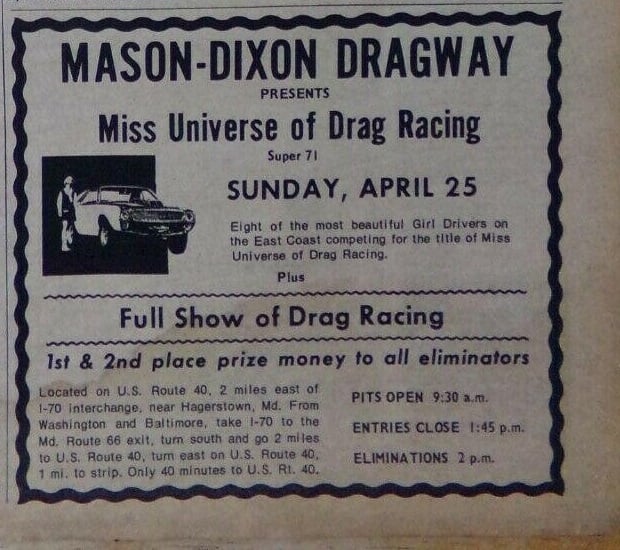 MASON-DIXON DRAGWAY
PRESENTS
Miss Universe of Drag Racing
Super 71
SUNDAY, APRIL 25
Eight of the most beautiful Girl Drivers on
the East Coast competing for the title of Miss
Universe of Drag Racing.
Plus
Full Show of Drag Racing
1st & 2nd place prize money to all eliminators
Located on U.S. Route 40, 2 miles east of
I-70 interchange, near Hagerstown, Md. From
Washington and Baltimore, take I-70 to the
Md. Route 66 exit, turn south and go 2 miles
to U.S. Route 40, turn east on U.S. Route 40,
1 mi. to strip. Only 40 minutes to U.S. Rt. 40.
PITS OPEN 9:30 a.m.
ENTRIES CLOSE 1:45 p.m.
ELIMINATIONS 2 p.m.